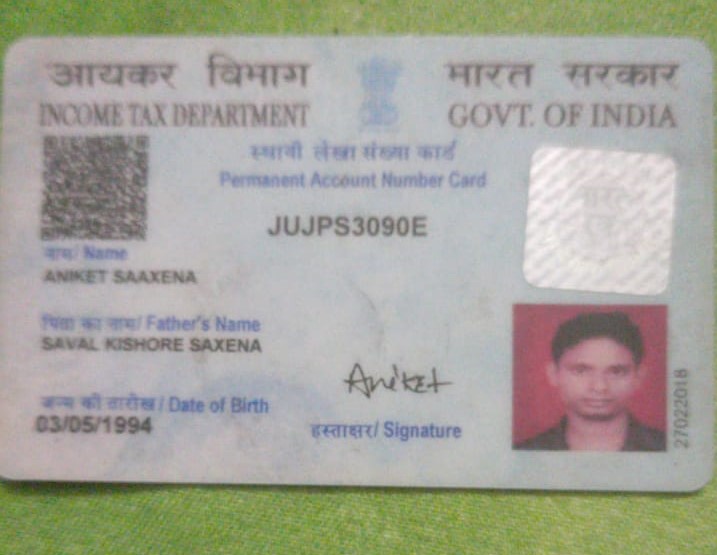 आयकर विभाग
INCOME TAX DEPARTMENT
भारत सरकार
GOVT. OF INDIA
स्थायी लेखा संख्या कार्ड
Permanent Account Number Card
JUJPS3090E
नाम/ Name
ANIKET SAAXENA
पिता का नाम/ Father's Name
SAVAL KISHORE SAXENA
जन्म की तारीख / Date of Birth
03/05/1994
Aniket
हस्ताक्षर/ Signature
27022018